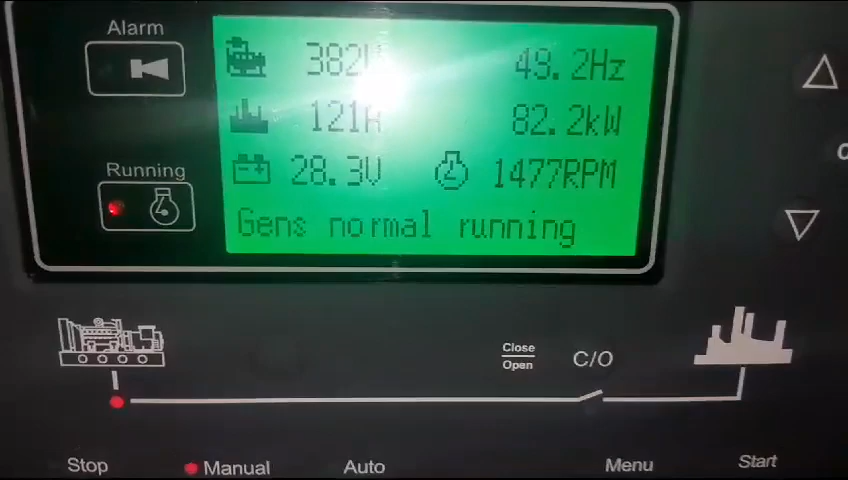 Alarm
382V 49.2Hz
121A 82.2kW
Running
28.3V 1477RPM
Gens normal running
Close
Open
C/O
Stop Manual Auto Menu Start